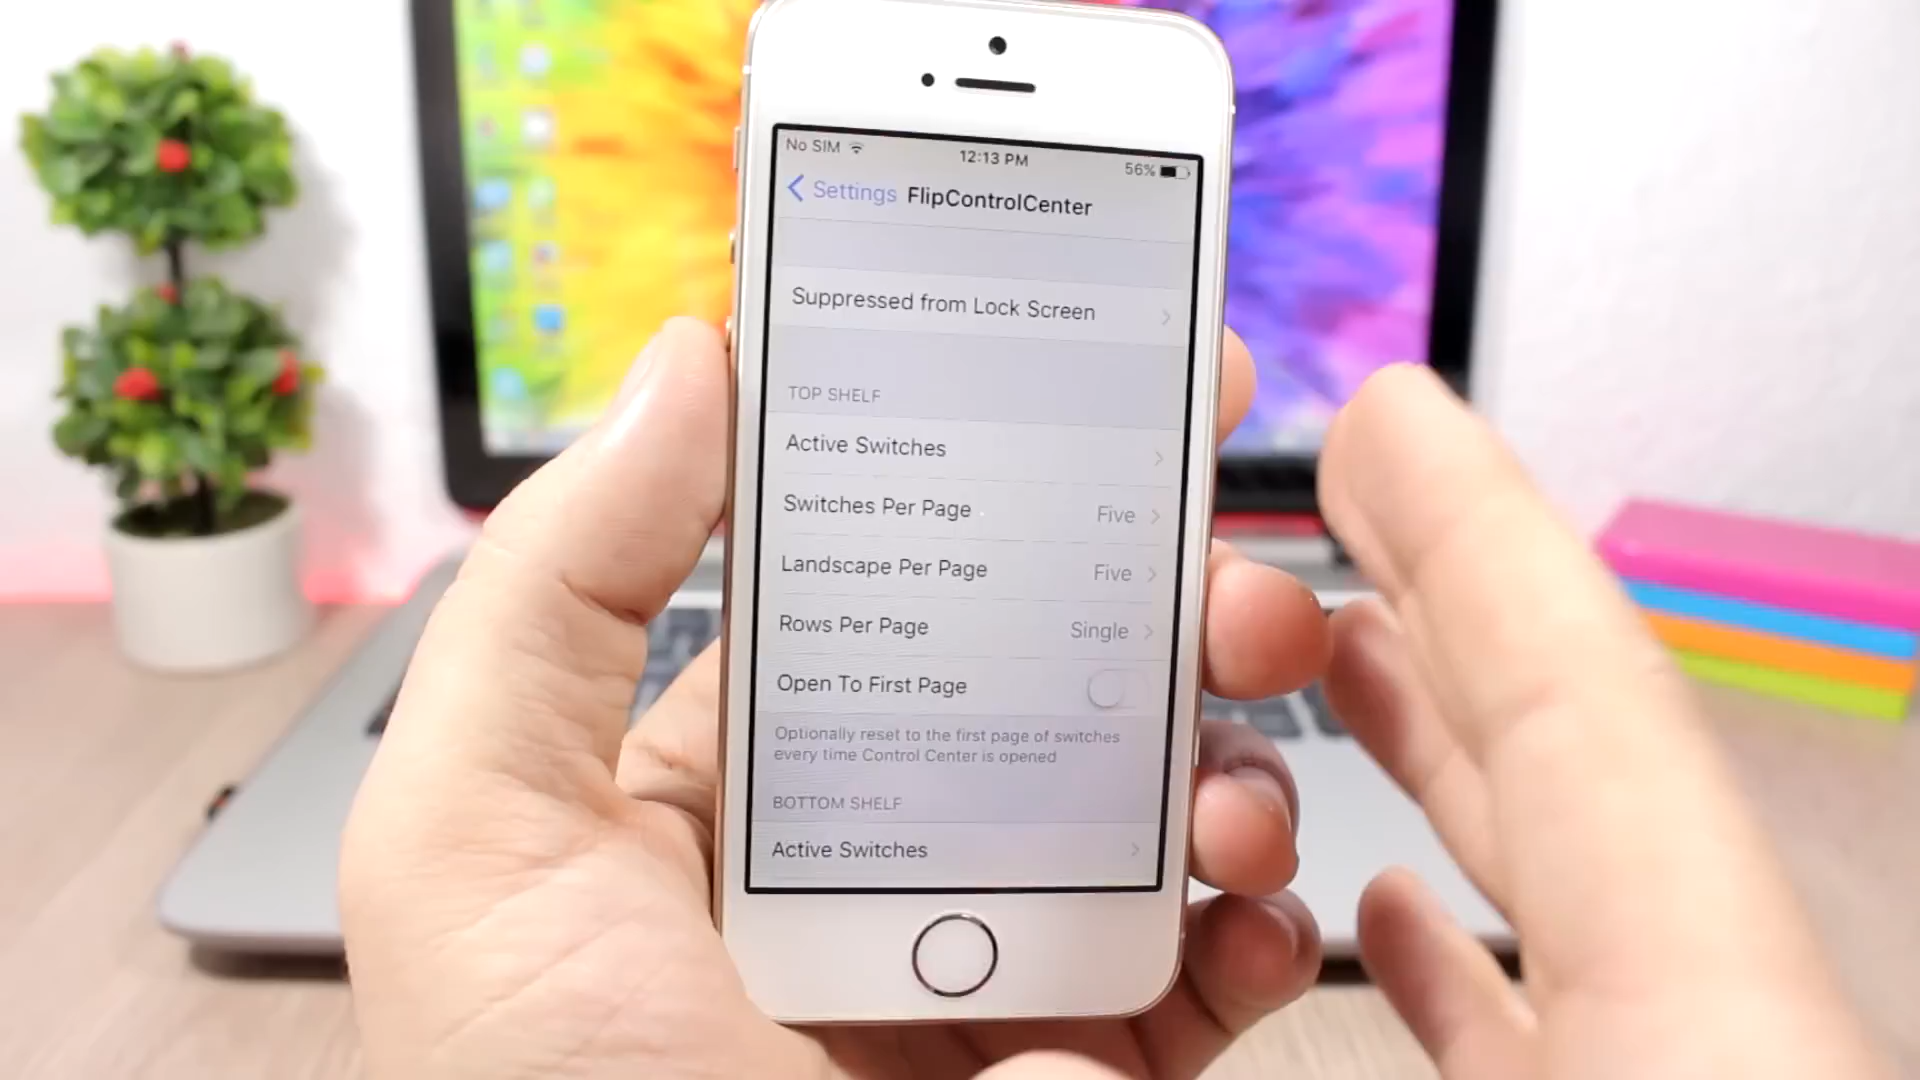 No SIM
12:13 PM
56%
Settings
FlipControlCenter
Suppressed from Lock Screen
TOP SHELF
Active Switches
Switches Per Page Five
Landscape Per Page Five
Rows Per Page Single
Open To First Page
Optionally reset to the first page of switches
every time Control Center is opened
BOTTOM SHELF
Active Switches